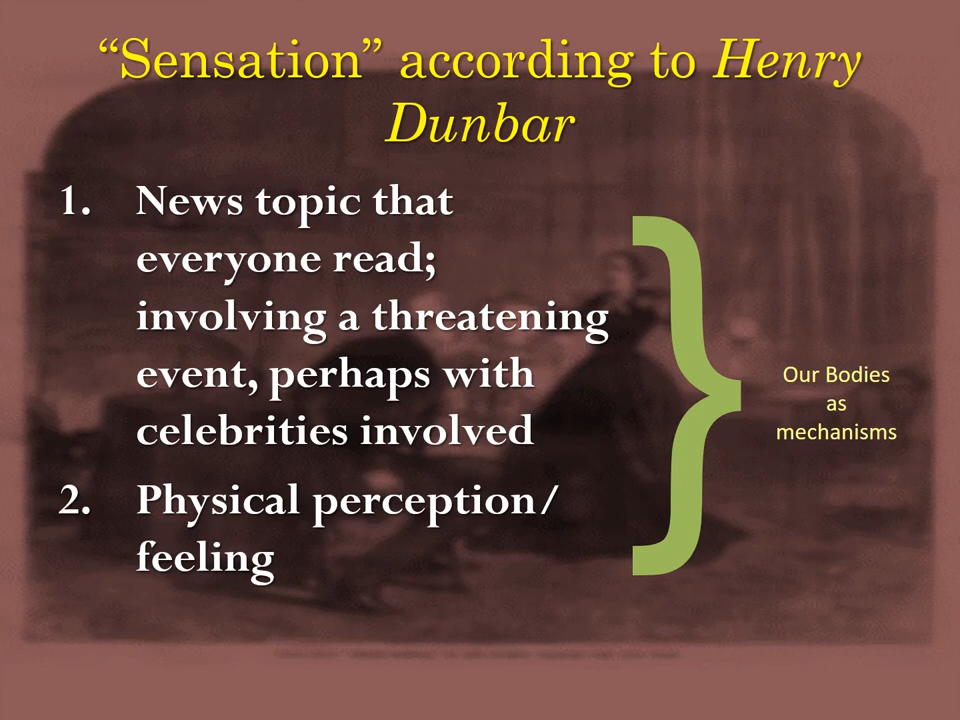 “Sensation” according to Henry
Dunbar
1. News topic that
everyone read;
involving a threatening
event, perhaps with
celebrities involved
2. Physical perception/
feeling
Our Bodies
as
mechanisms